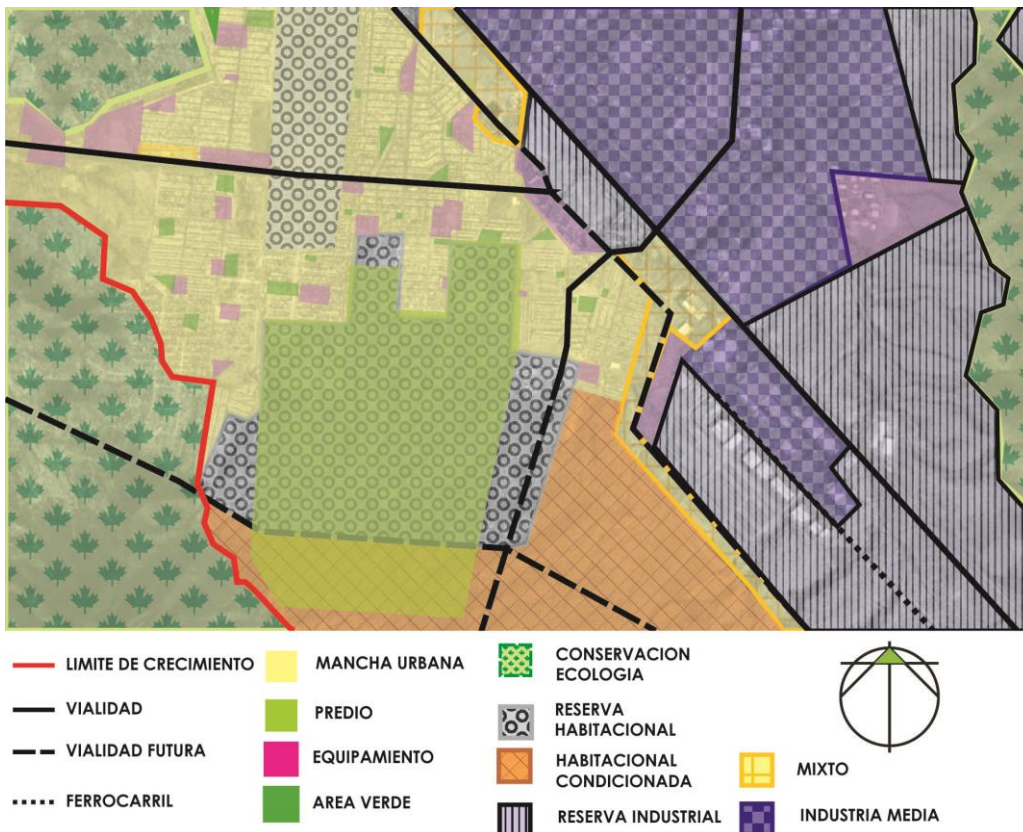 LIMITE DE CRECIMIENTO
VIALIDAD
VIALIDAD FUTURA
FERROCARRIL
MANCHA URBANA
PREDIO
EQUIPAMIENTO
AREA VERDE
CONSERVACION
ECOLOGIA
RESERVA
HABITACIONAL
HABITACIONAL
CONDICIONADA
RESERVA INDUSTRIAL
MIXTO
INDUSTRIA MEDIA